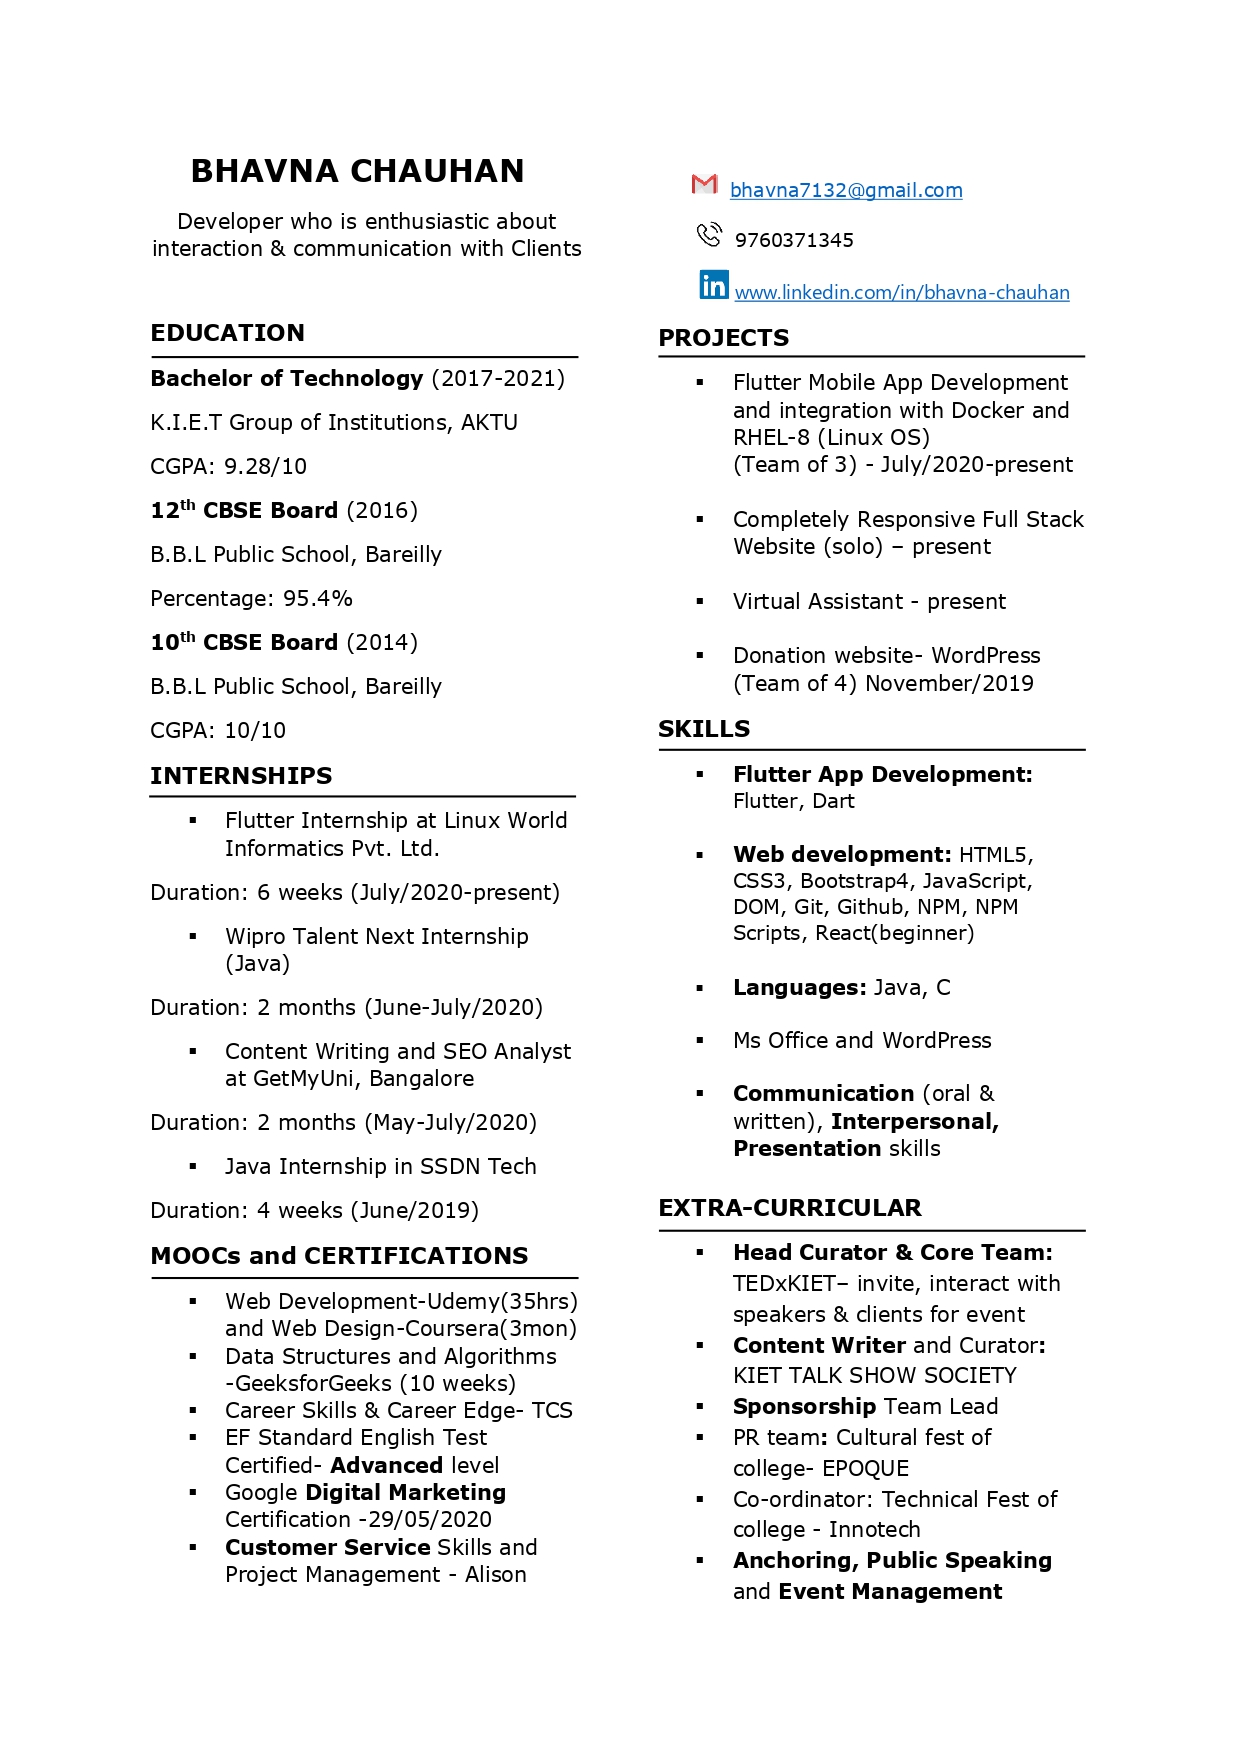 BHAVNA CHAUHAN
Developer who is enthusiastic about
interaction & communication with Clients
bhavna7132@gmail.com
9760371345
www.linkedin.com/in/bhavna-chauhan
EDUCATION
Bachelor of Technology (2017-2021)
K.I.E.T Group of Institutions, AKTU
CGPA: 9.28/10
12th CBSE Board (2016)
B.B.L Public School, Bareilly
Percentage: 95.4%
10th CBSE Board (2014)
B.B.L Public School, Bareilly
CGPA: 10/10
INTERNSHIPS
▪ Flutter Internship at Linux World
Informatics Pvt. Ltd.
Duration: 6 weeks (July/2020-present)
▪ Wipro Talent Next Internship
(Java)
Duration: 2 months (June-July/2020)
▪ Content Writing and SEO Analyst
at GetMyUni, Bangalore
Duration: 2 months (May-July/2020)
▪ Java Internship in SSDN Tech
Duration: 4 weeks (June/2019)
MOOCs and CERTIFICATIONS
▪ Web Development-Udemy(35hrs)
and Web Design-Coursera(3mon)
▪ Data Structures and Algorithms
-GeeksforGeeks (10 weeks)
▪ Career Skills & Career Edge- TCS
▪ EF Standard English Test
Certified- Advanced level
▪ Google Digital Marketing
Certification -29/05/2020
▪ Customer Service Skills and
Project Management - Alison
PROJECTS
▪ Flutter Mobile App Development
and integration with Docker and
RHEL-8 (Linux OS)
(Team of 3) - July/2020-present
▪ Completely Responsive Full Stack
Website (solo) – present
▪ Virtual Assistant - present
▪ Donation website- WordPress
(Team of 4) November/2019
SKILLS
▪ Flutter App Development:
Flutter, Dart
▪ Web development: HTML5,
CSS3, Bootstrap4, JavaScript,
DOM, Git, Github, NPM, NPM
Scripts, React(beginner)
▪ Languages: Java, C
▪ Ms Office and WordPress
▪ Communication (oral &
written), Interpersonal,
Presentation skills
EXTRA-CURRICULAR
▪ Head Curator & Core Team:
TEDxKIET– invite, interact with
speakers & clients for event
▪ Content Writer and Curator:
KIET TALK SHOW SOCIETY
▪ Sponsorship Team Lead
▪ PR team: Cultural fest of
college- EPOQUE
▪ Co-ordinator: Technical Fest of
college - Innotech
▪ Anchoring, Public Speaking
and Event Management